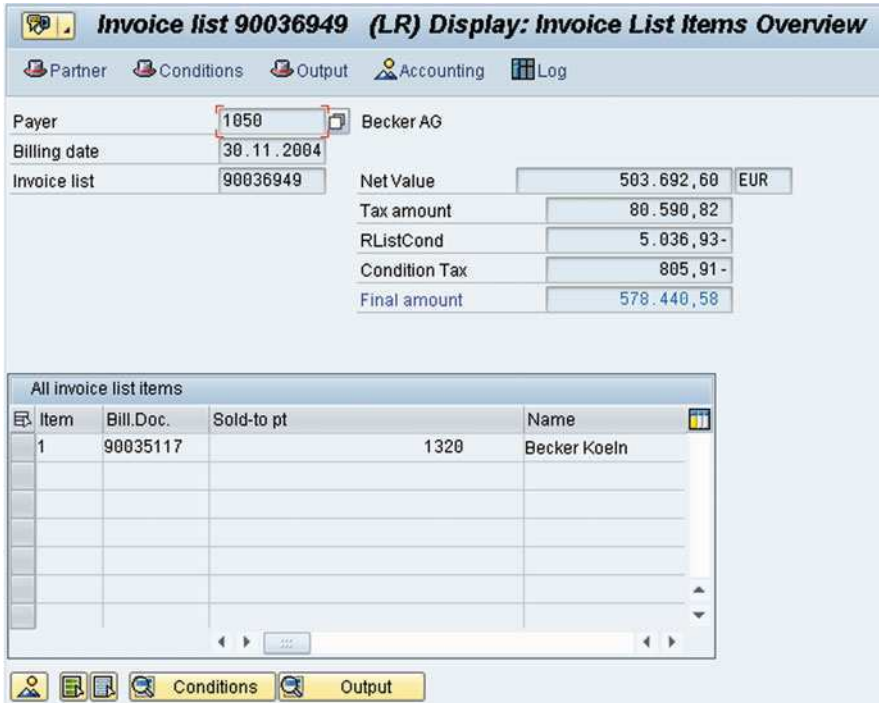 Invoice list 90036949 (LR) Display: Invoice List Items Overview
Partner Conditions Output Accounting Log
Payer 1050 Becker AG
Billing date 30.11.2004
Invoice list 90036949 Net Value 503.692,60 EUR
Tax amount 80.590,82
RListCond 5.036,93-
Condition Tax 805,91-
Final amount 578.440,58
All invoice list items
Item Bill.Doc. Sold-to pt Name
1 90035117 1320 Becker Koeln
Conditions Output